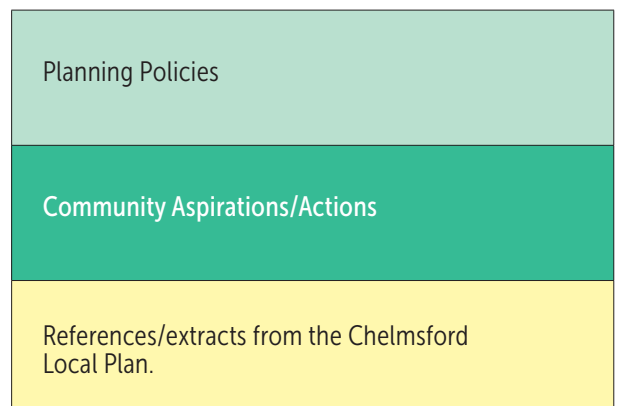 Planning Policies
Community Aspirations/Actions
References/extracts from the Chelmsford
Local Plan.